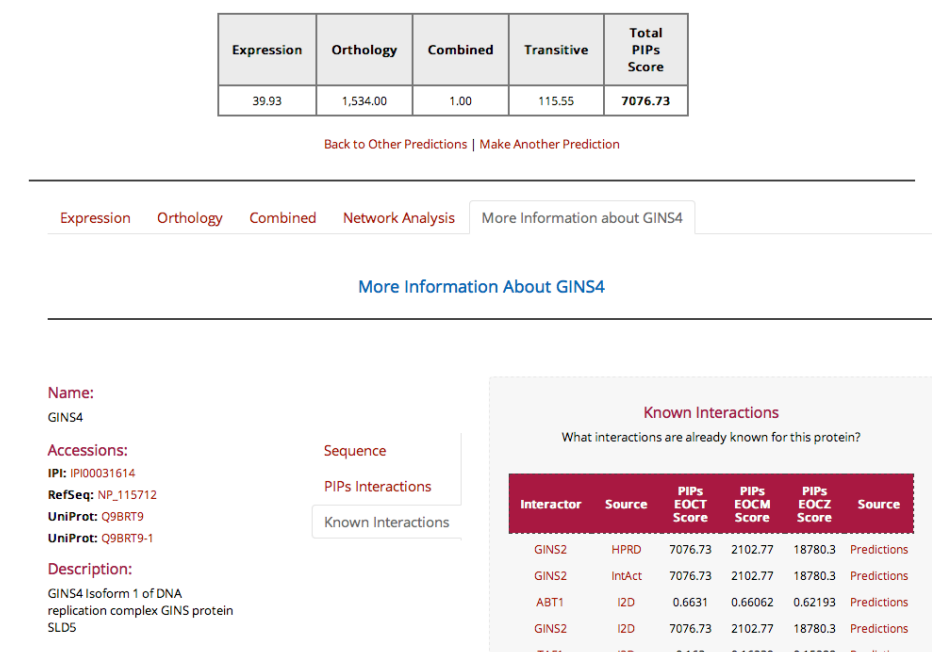 Expression Orthology Combined Transitive Total PIPs Score
39.93 1,534.00 1.00 115.55 7076.73
Back to Other Predictions | Make Another Prediction
Expression Orthology Combined Network Analysis More Information about GINS4
More Information About GINS4
Name:
GINS4
Accessions:
IPI: IPI00031614
RefSeq: NP_115712
UniProt: Q9BRT9
UniProt: Q9BRT9-1
Description:
GINS4 Isoform 1 of DNA
replication complex GINS protein
SLD5
Sequence
PIPs Interactions
Known Interactions
Known Interactions
What interactions are already known for this protein?
Interactor Source PIPs EOCT Score PIPs EOCM Score PIPs EOCZ Score Source
GINS2 HPRD 7076.73 2102.77 18780.3 Predictions
GINS2 IntAct 7076.73 2102.77 18780.3 Predictions
ABT1 I2D 0.6631 0.66062 0.62193 Predictions
GINS2 I2D 7076.73 2102.77 18780.3 Predictions